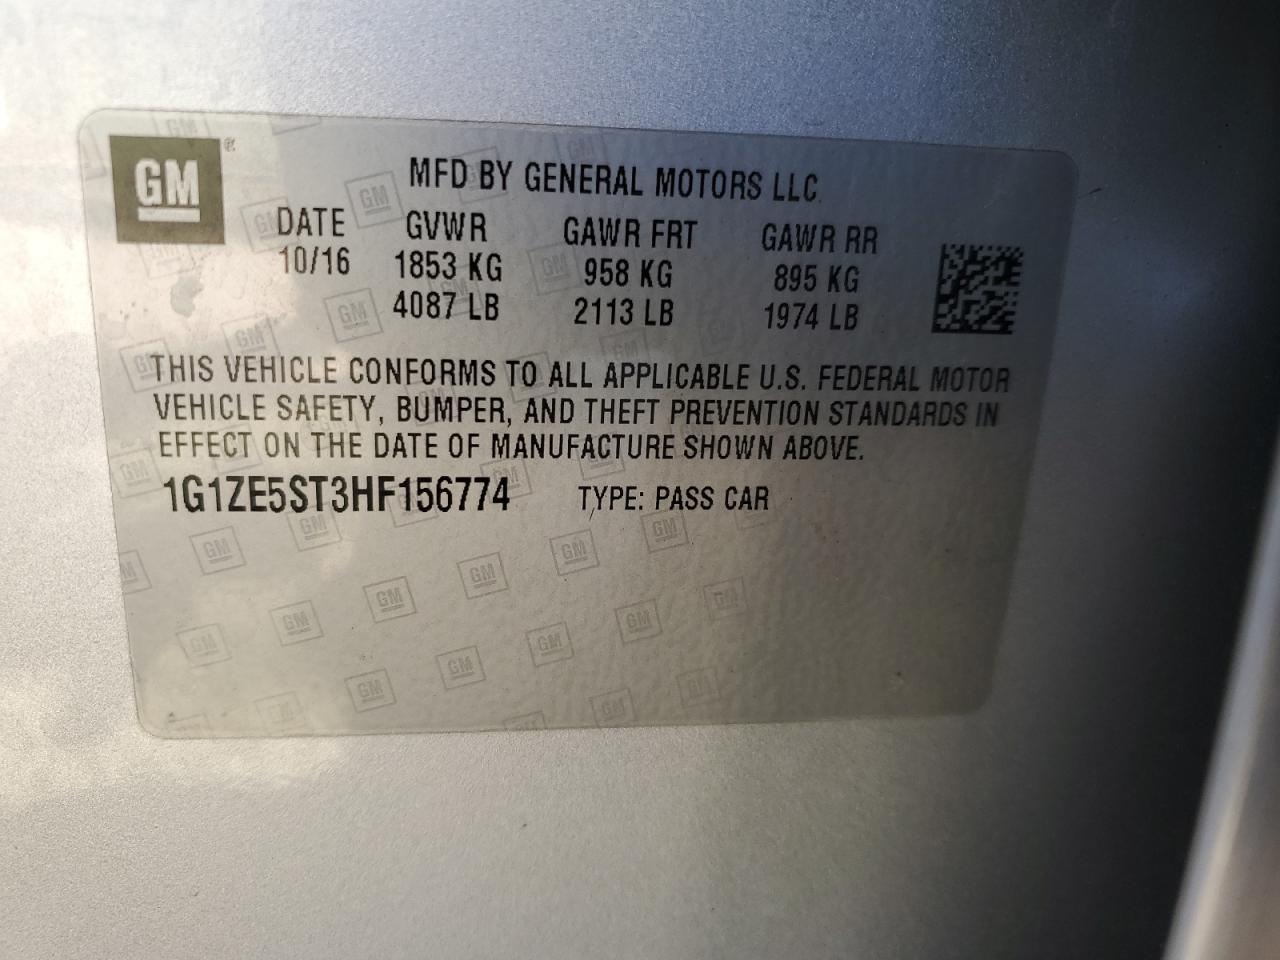 GM ®
MFD BY GENERAL MOTORS LLC
DATE GVWR GAWR FRT GAWR RR
10/16 1853 KG 958 KG 895 KG
4087 LB 2113 LB 1974 LB
THIS VEHICLE CONFORMS TO ALL APPLICABLE U.S. FEDERAL MOTOR
VEHICLE SAFETY, BUMPER, AND THEFT PREVENTION STANDARDS IN
EFFECT ON THE DATE OF MANUFACTURE SHOWN ABOVE.
1G1ZE5ST3HF156774 TYPE: PASS CAR